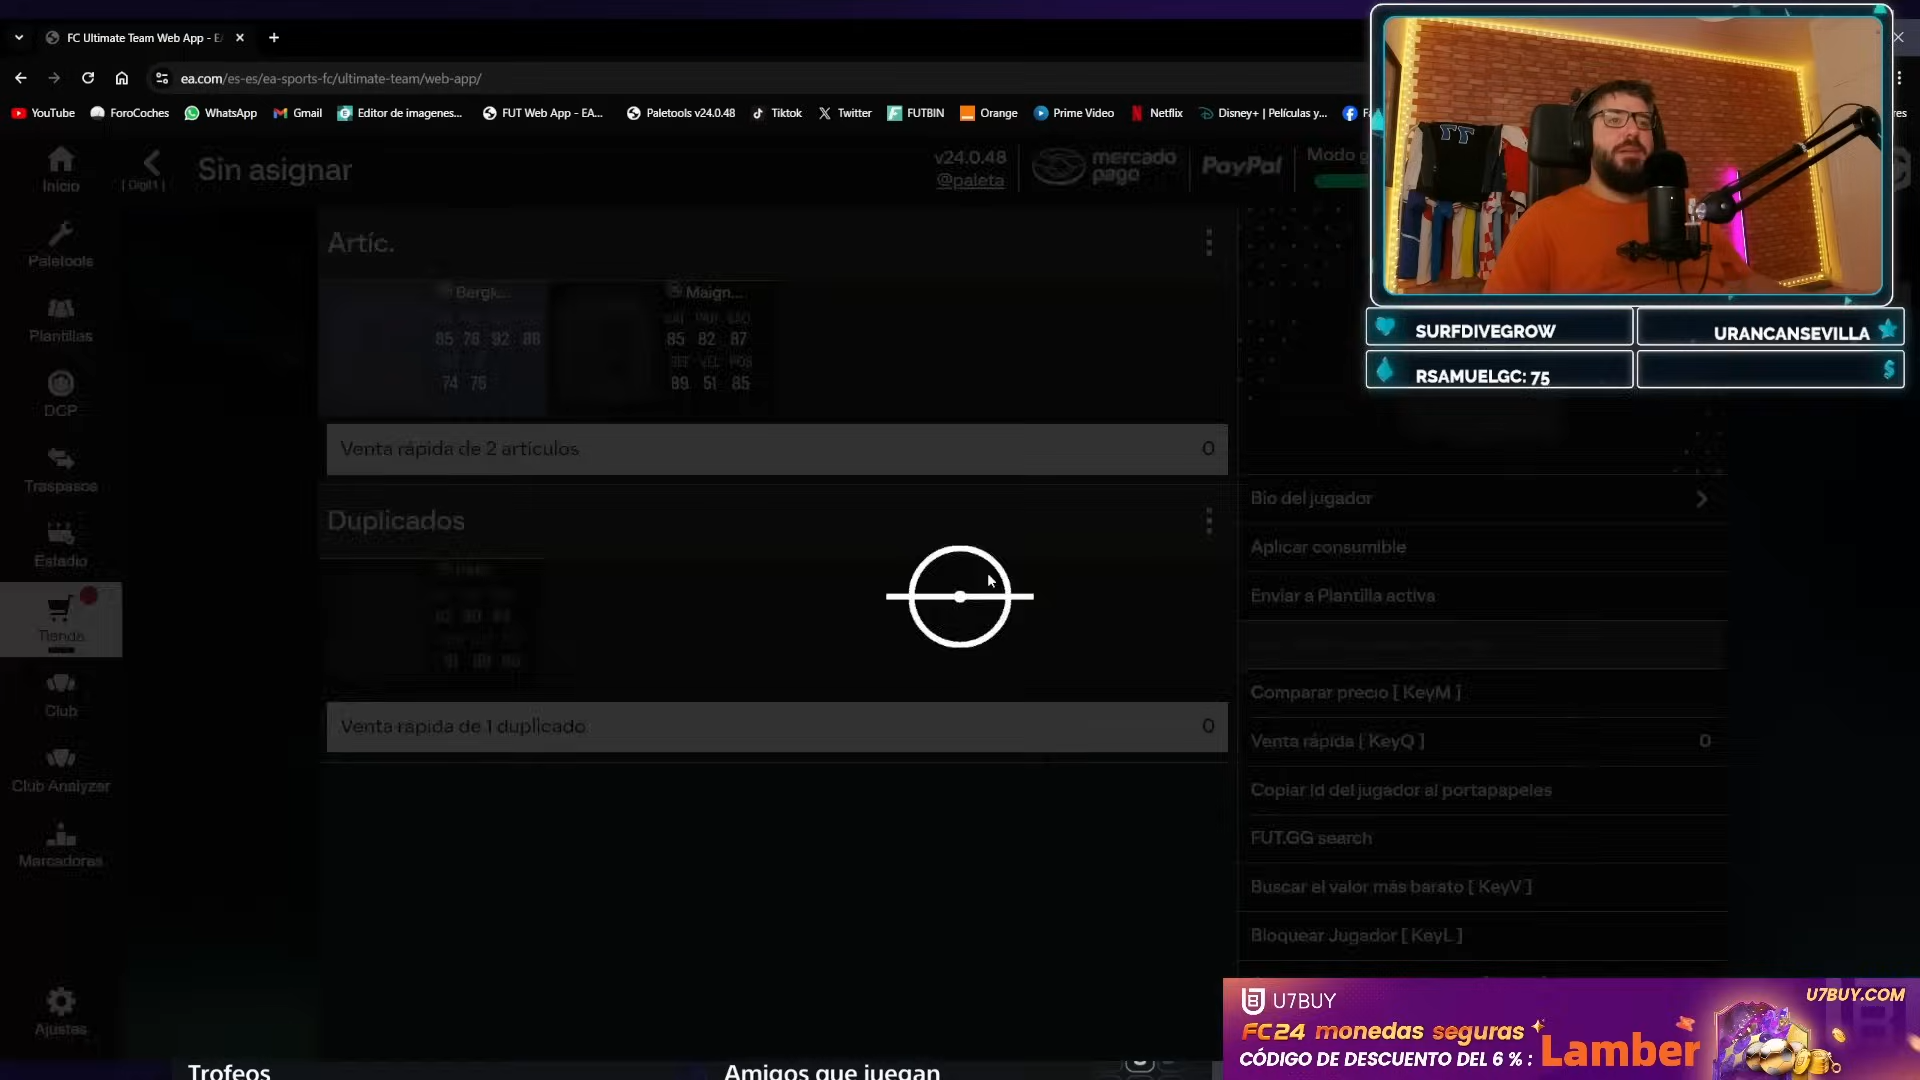 FC Ultimate Team Web App - EA
ea.com/es-es/ea-sports-fc/ultimate-team/web-app/
YouTube
ForoCoches
WhatsApp
Gmail
Editor de imagenes...
FUT Web App - EA...
Paletools v24.0.48
Tiktok
Twitter
FUTBIN
Orange
Prime Video
Netflix
Disney+ | Películas y...
Inicio
[ Digit1 ]
Sin asignar
v24.0.48
@paleta
mercado
pago
PayPal
Modo g
Paletools
Plantillas
DCP
Traspasos
Estadio
Tienda
Club
Club Analyzer
Marcadores
Ajustes
Artíc.
Bergk...
85 78 92 88
74 75
Maign...
85 82 87
89 51 85
Venta rápida de 2 artículos 0
Duplicados
Venta rápida de 1 duplicado 0
Bio del jugador
Aplicar consumible
Enviar a Plantilla activa
Comparar precio [ KeyM ]
Venta rápida [ KeyQ ] 0
Copiar id del jugador al portapapeles
FUT.GG search
Buscar el valor más barato [ KeyV ]
Bloquear Jugador [ KeyL ]
SURFDIVEGROW
URANCANSEVILLA
RSAMUELGC: 75
U7BUY
U7BUY.COM
FC24 monedas seguras
CÓDIGO DE DESCUENTO DEL 6 % : Lamber
Trofeos
Amigos que juegan